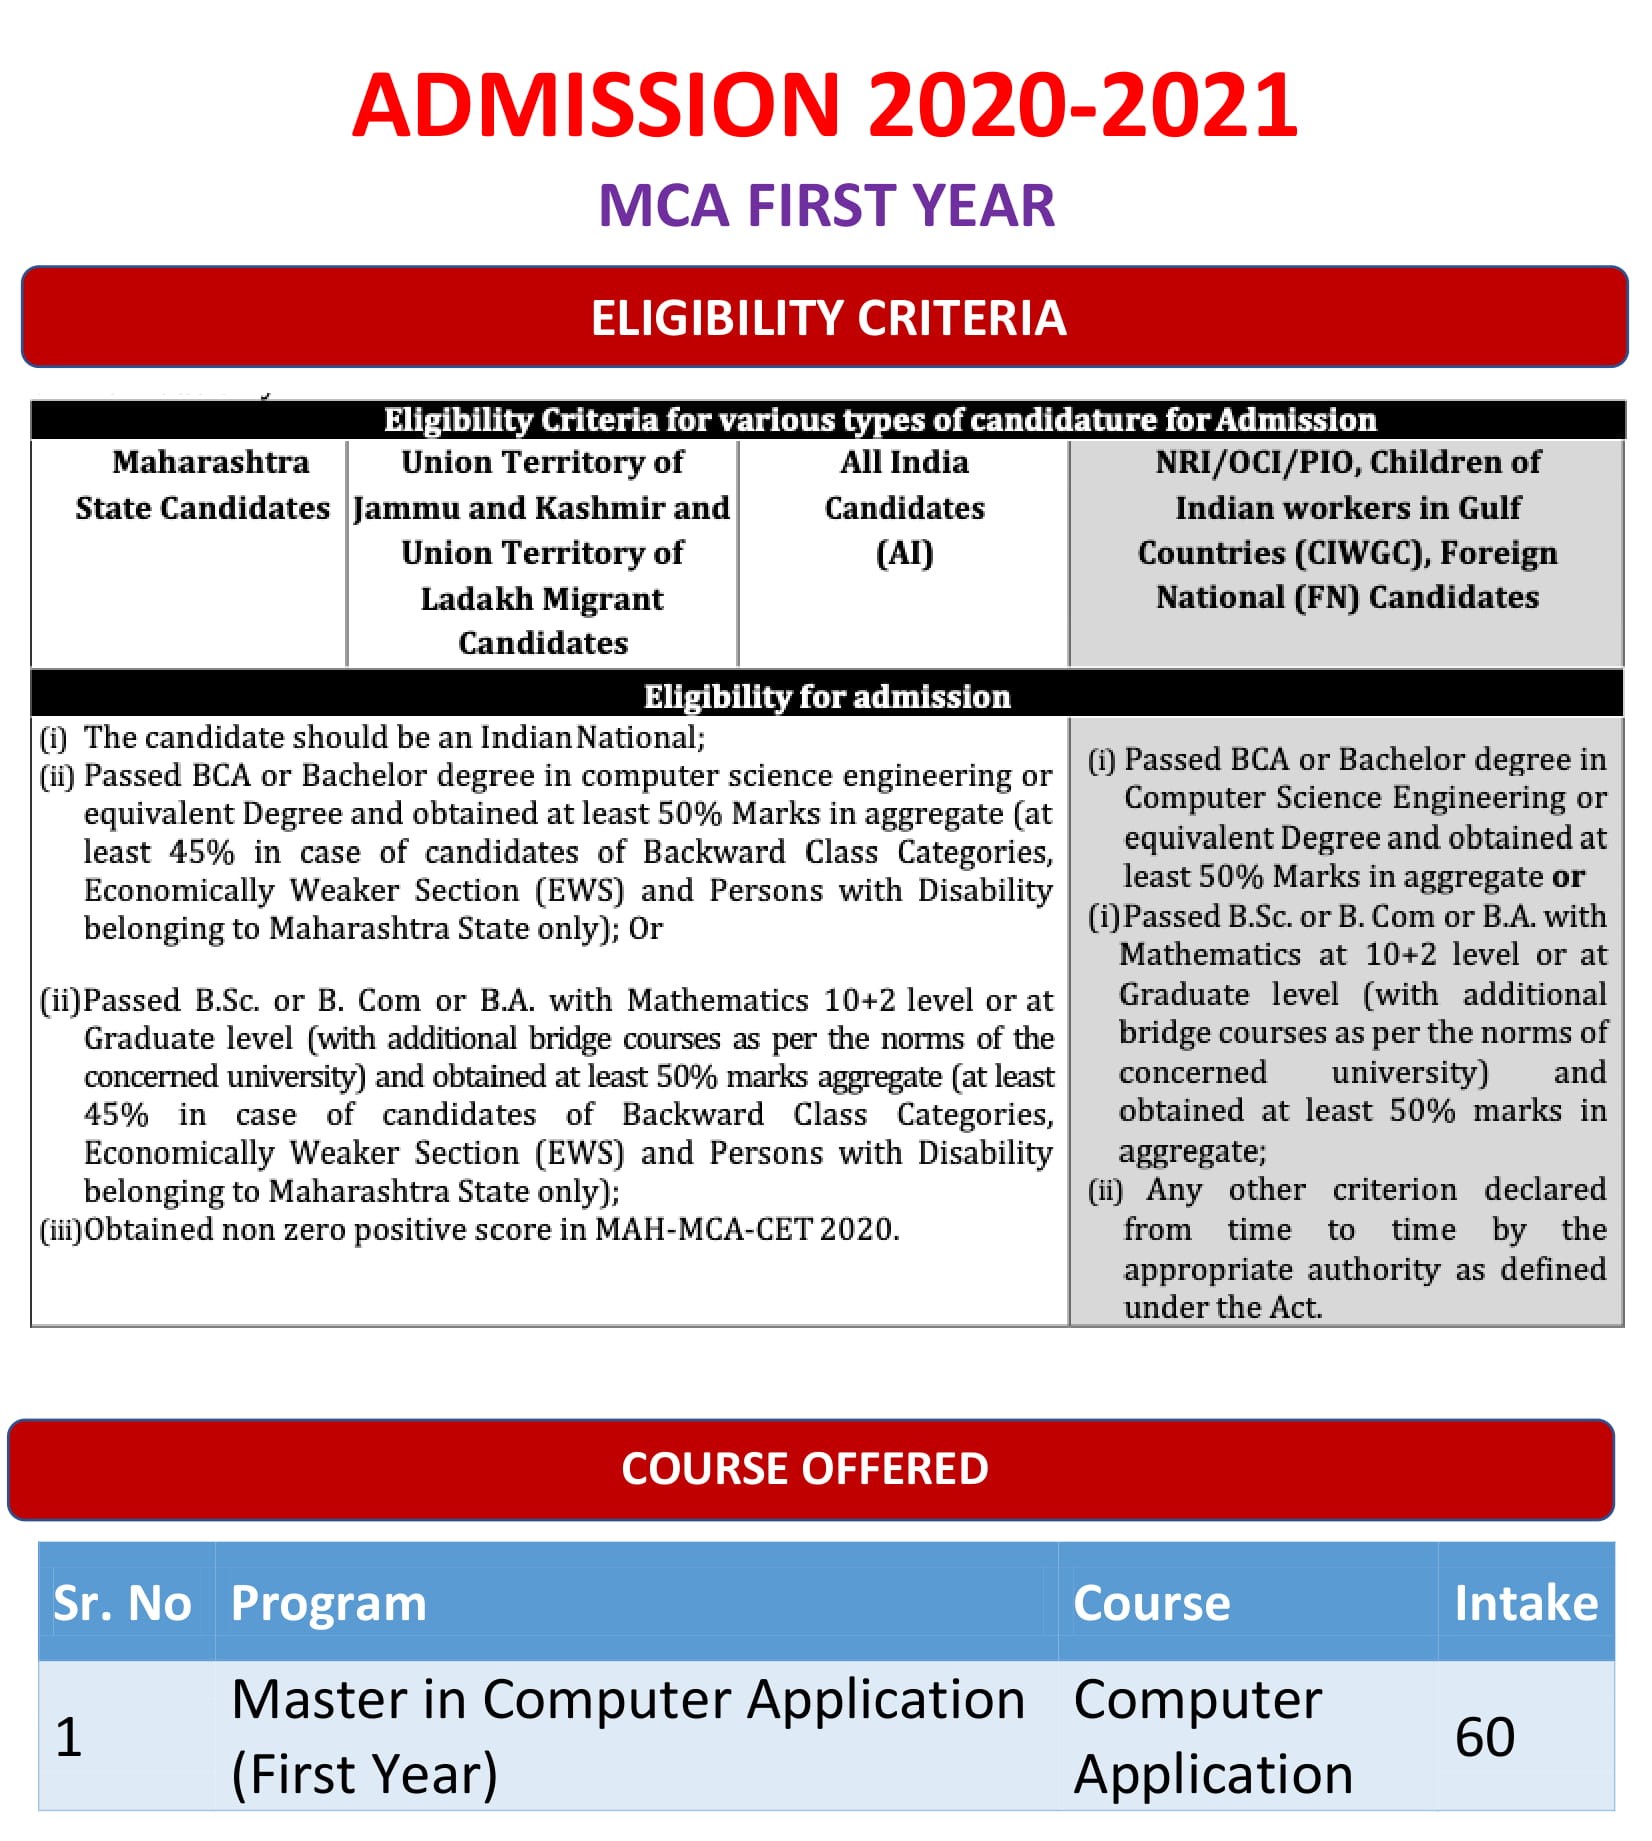 ADMISSION 2020-2021
MCA FIRST YEAR
ELIGIBILITY CRITERIA
Eligibility Criteria for various types of candidature for Admission
Maharashtra
State Candidates
Union Territory of
Jammu and Kashmir and
Union Territory of
Ladakh Migrant
Candidates
All India
Candidates
(AI)
NRI/OCI/PIO, Children of
Indian workers in Gulf
Countries (CIWGC), Foreign
National (FN) Candidates
Eligibility for admission
(i) The candidate should be an Indian National;
(ii) Passed BCA or Bachelor degree in computer science engineering or
equivalent Degree and obtained at least 50% Marks in aggregate (at
least 45% in case of candidates of Backward Class Categories,
Economically Weaker Section (EWS) and Persons with Disability
belonging to Maharashtra State only); Or
(ii)Passed B.Sc. or B. Com or B.A. with Mathematics 10+2 level or at
Graduate level (with additional bridge courses as per the norms of the
concerned university) and obtained at least 50% marks aggregate (at least
45% in case of candidates of Backward Class Categories,
Economically Weaker Section (EWS) and Persons with Disability
belonging to Maharashtra State only);
(iii)Obtained non zero positive score in MAH-MCA-CET 2020.
(i) Passed BCA or Bachelor degree in
Computer Science Engineering or
equivalent Degree and obtained at
least 50% Marks in aggregate or
(i)Passed B.Sc. or B. Com or B.A. with
Mathematics at 10+2 level or at
Graduate level (with additional
bridge courses as per the norms of
concerned university) and
obtained at least 50% marks in
aggregate;
(ii) Any other criterion declared
from time to time by the
appropriate authority as defined
under the Act.
COURSE OFFERED
Sr. No Program Course Intake
1 Master in Computer Application (First Year) Computer Application 60